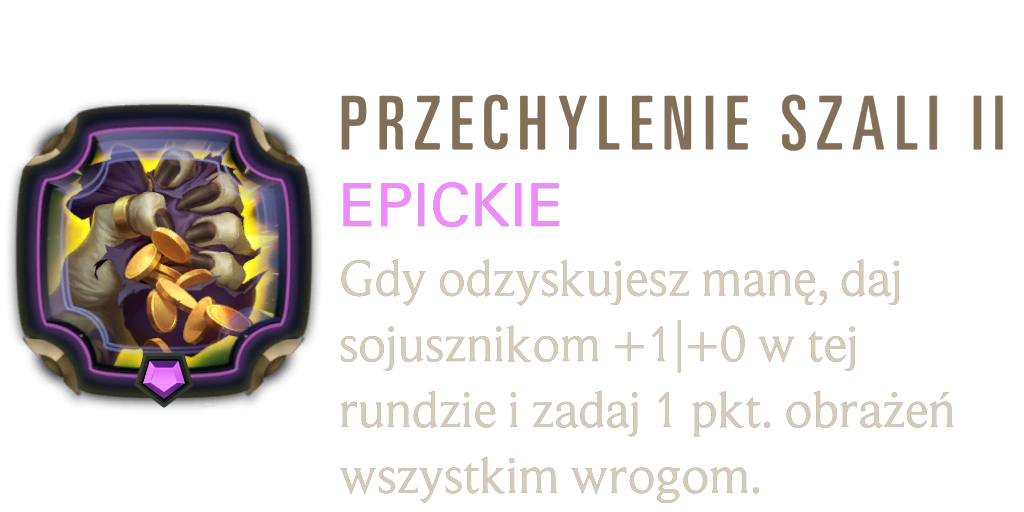 PRZECHYLENIE SZALI II
EPICKIE
Gdy odzyskujesz manę, daj
sojusznikom +1|+0 w tej
rundzie i zadaj 1 pkt. obrażeń
wszystkim wrogom.